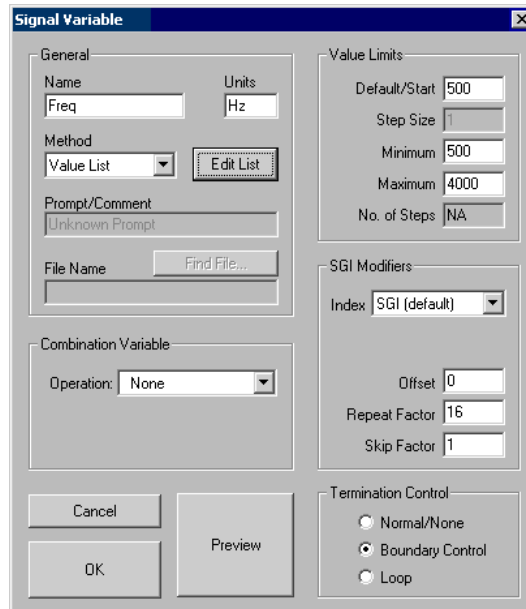 Signal Variable
General
Name Units
Freq Hz
Method
Value List Edit List
Prompt/Comment
Unknown Prompt
File Name Find File...
Combination Variable
Operation: None
Cancel
OK
Preview
Value Limits
Default/Start 500
Step Size 1
Minimum 500
Maximum 4000
No. of Steps NA
SGI Modifiers
Index SGI (default)
Offset 0
Repeat Factor 16
Skip Factor 1
Termination Control
Normal/None
Boundary Control
Loop